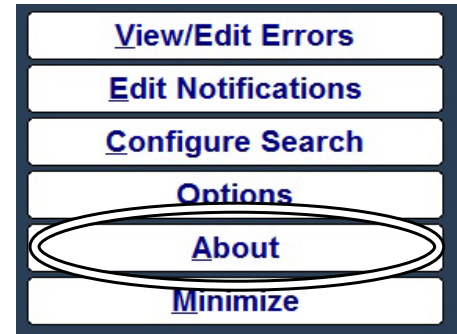 View/Edit Errors
Edit Notifications
Configure Search
Options
About
Minimize